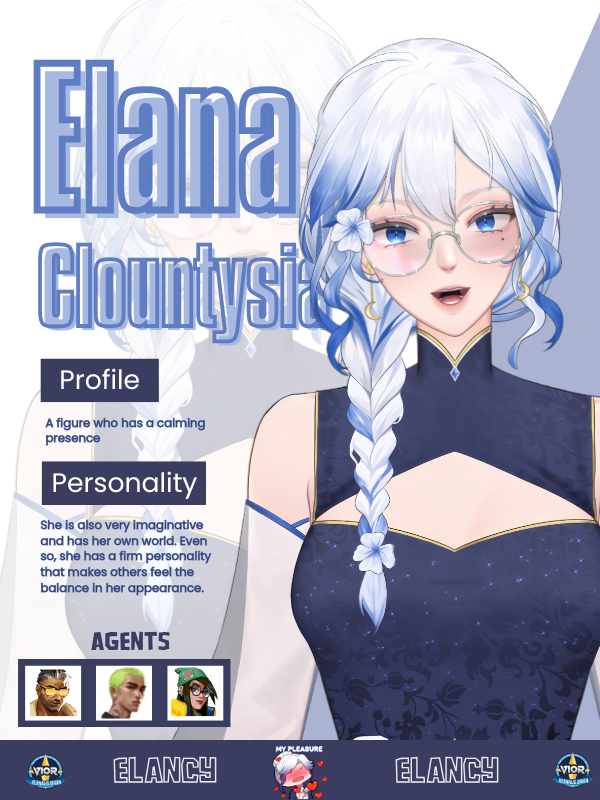 Elana
Clountysia
Profile
A figure who has a calming
presence
Personality
She is also very imaginative
and has her own world. Even
so, she has a firm personality
that makes others feel the
balance in her appearance.
AGENTS
VIOR
ELANCY
MY PLEASURE
ELANCY
VIOR